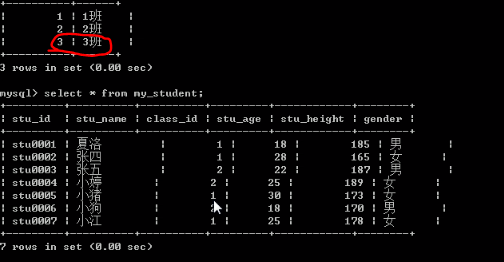 +----------+--------+
| 1 | 1班 |
| 2 | 2班 |
| 3 | 3班 |
+----------+--------+
3 rows in set (0.00 sec)
mysql> select * from my_student;
+---------+----------+----------+---------+------------+--------+
| stu_id | stu_name | class_id | stu_age | stu_height | gender |
+---------+----------+----------+---------+------------+--------+
| stu0001 | 夏洛 | 1 | 18 | 185 | 男 |
| stu0002 | 张四 | 1 | 28 | 165 | 女 |
| stu0003 | 张五 | 2 | 22 | 187 | 男 |
| stu0004 | 小婷 | 2 | 25 | 189 | 女 |
| stu0005 | 小猪 | 1 | 30 | 173 | 女 |
| stu0006 | 小狗 | | 18 | 170 | 男 |
| stu0007 | 小江 | 1 | 25 | 178 | 女 |
+---------+----------+----------+---------+------------+--------+
7 rows in set (0.00 sec)